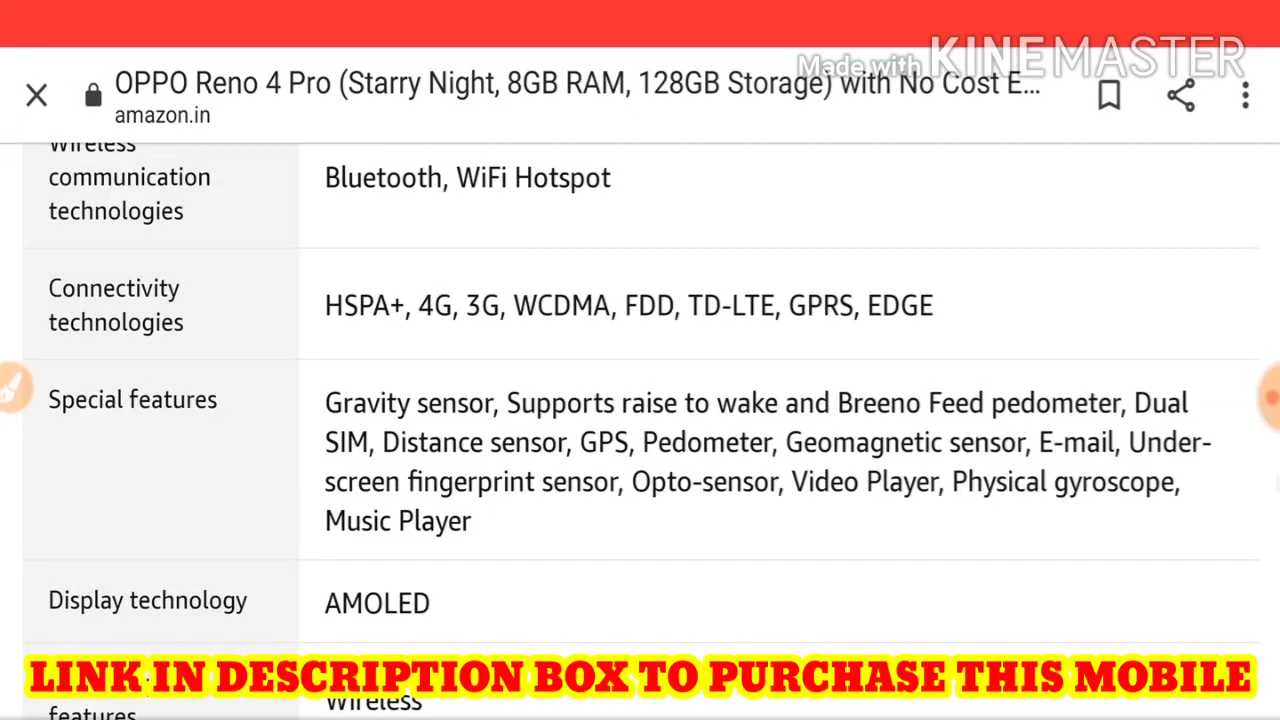 Made with KINEMASTER
OPPO Reno 4 Pro (Starry Night, 8GB RAM, 128GB Storage) with No Cost E...
amazon.in
Wireless
communication
technologies
Bluetooth, WiFi Hotspot
Connectivity
technologies
HSPA+, 4G, 3G, WCDMA, FDD, TD-LTE, GPRS, EDGE
Special features
Gravity sensor, Supports raise to wake and Breeno Feed pedometer, Dual
SIM, Distance sensor, GPS, Pedometer, Geomagnetic sensor, E-mail, Under-
screen fingerprint sensor, Opto-sensor, Video Player, Physical gyroscope,
Music Player
Display technology
AMOLED
LINK IN DESCRIPTION BOX TO PURCHASE THIS MOBILE
features
Wireless